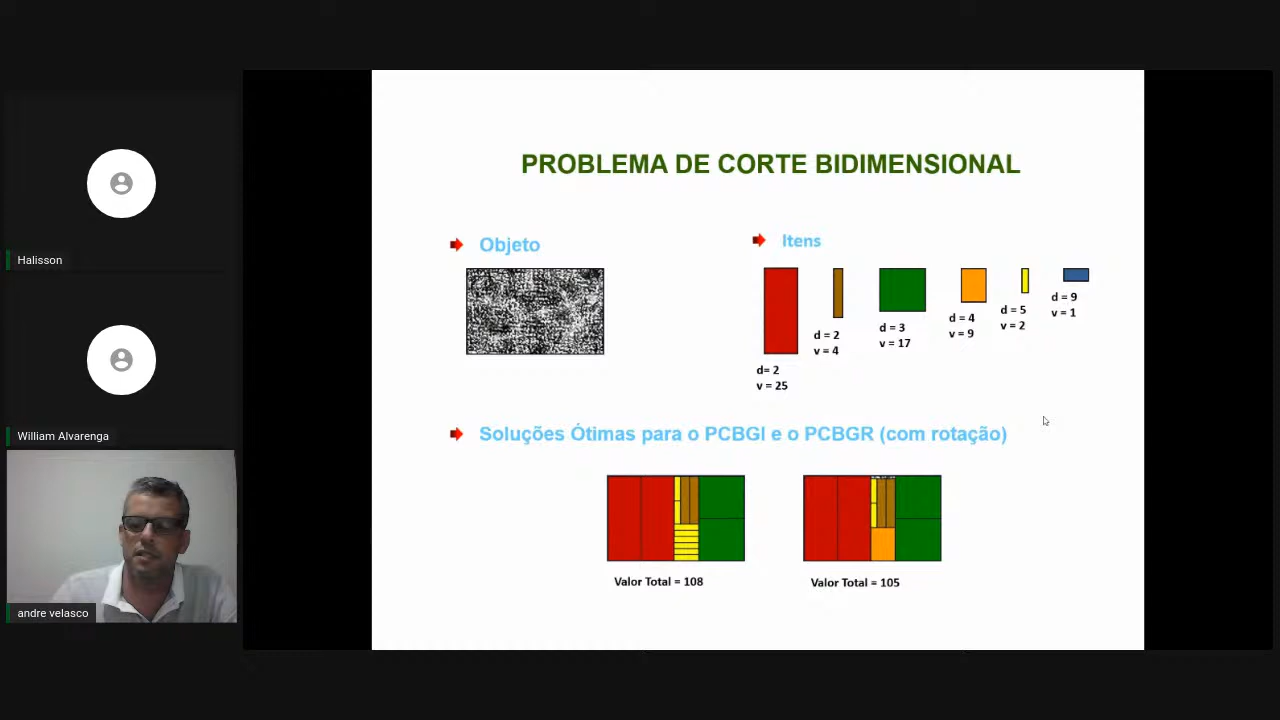 Halisson
William Alvarenga
andre velasco
PROBLEMA DE CORTE BIDIMENSIONAL
Objeto
Itens
d= 2
v = 25
d = 2
v = 4
d = 3
v = 17
d = 4
v = 9
d = 5
v = 2
d = 9
v = 1
Soluções Ótimas para o PCBGI e o PCBGR (com rotação)
Valor Total = 108
Valor Total = 105